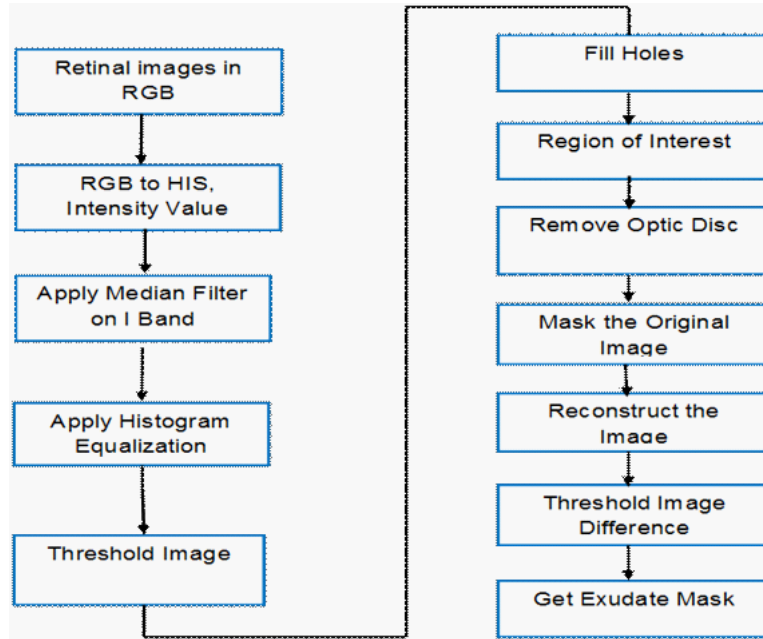 Retinal images in
RGB
RGB to HIS,
Intensity Value
Apply Median Filter
on I Band
Apply Histogram
Equalization
Threshold Image
Fill Holes
Region of Interest
Remove Optic Disc
Mask the Original
Image
Reconstruct the
Image
Threshold Image
Difference
Get Exudate Mask